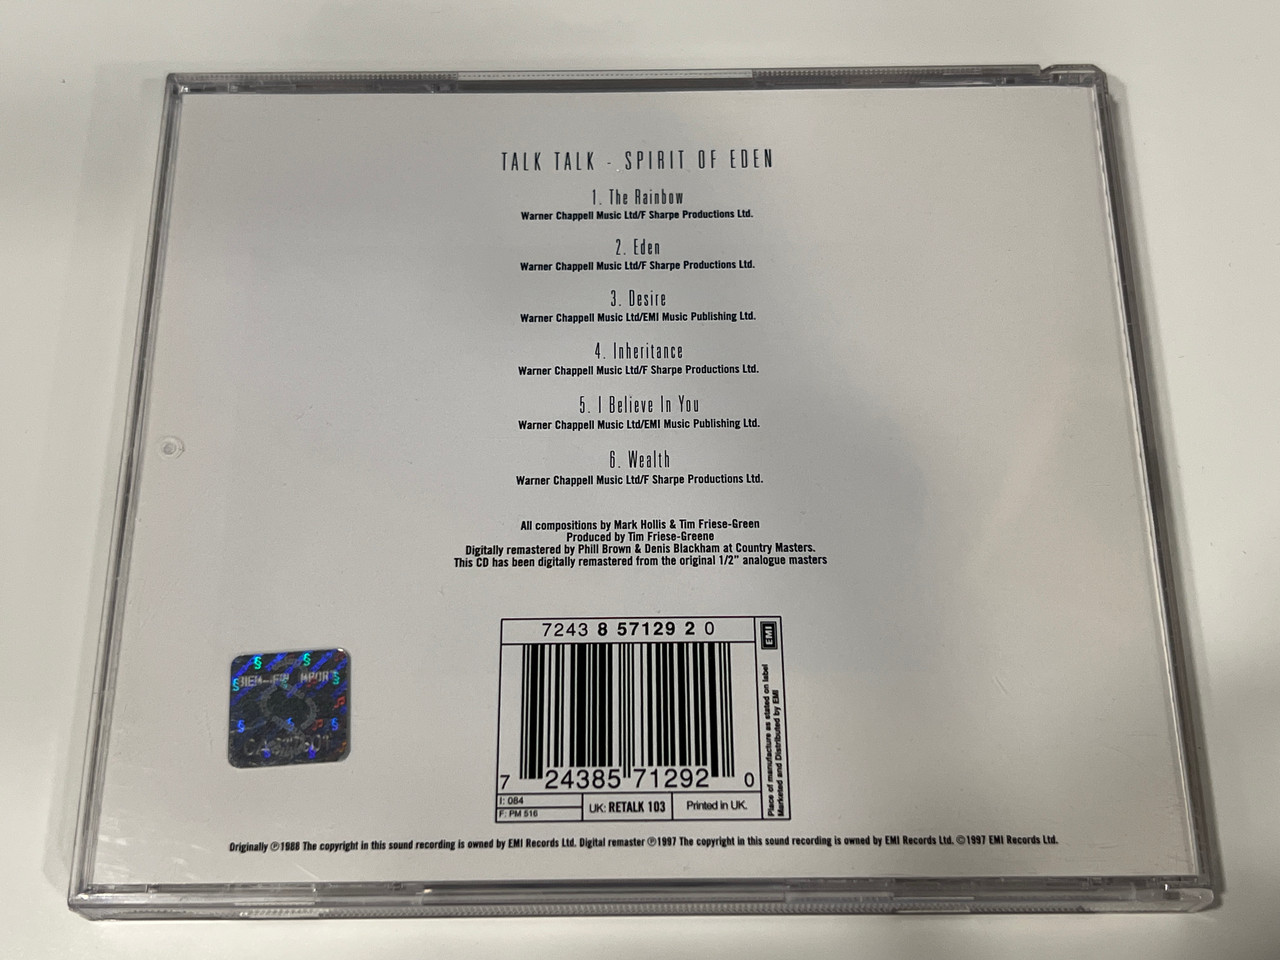 TALK TALK - SPIRIT OF EDEN
1. The Rainbow
Warner Chappell Music Ltd/F Sharpe Productions Ltd.
2. Eden
Warner Chappell Music Ltd/F Sharpe Productions Ltd.
3. Desire
Warner Chappell Music Ltd/EMI Music Publishing Ltd.
4. Inheritance
Warner Chappell Music Ltd/F Sharpe Productions Ltd.
5. I Believe In You
Warner Chappell Music Ltd/EMI Music Publishing Ltd.
6. Wealth
Warner Chappell Music Ltd/F Sharpe Productions Ltd.
All compositions by Mark Hollis & Tim Friese-Green
Produced by Tim Friese-Greene
Digitally remastered by Phill Brown & Denis Blackham at Country Masters.
This CD has been digitally remastered from the original 1/2" analogue masters
7243 8 57129 2 0
EMI
Place of manufacture as stated on label
Marketed and Distributed by EMI
7 24385 71292 0
I: 084
F: PM 516
UK: RETALK 103
Printed in UK.
Originally ℗1988 The copyright in this sound recording is owned by EMI Records Ltd. Digital remaster ℗1997 The copyright in this sound recording is owned by EMI Records Ltd. ©1997 EMI Records Ltd.